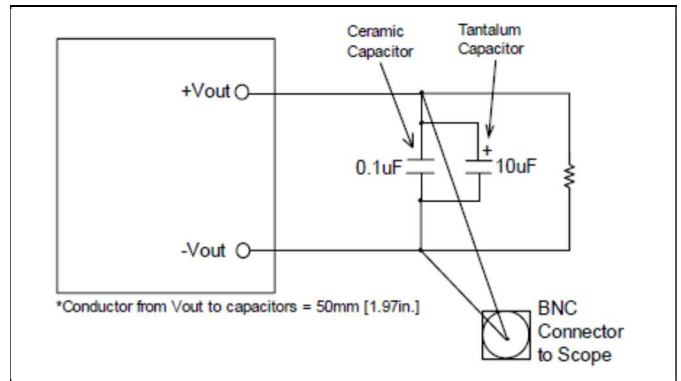 Ceramic
Capacitor
Tantalum
Capacitor
+Vout
+
0.1uF
10uF
-Vout
*Conductor from Vout to capacitors = 50mm [1.97in.]
BNC
Connector
to Scope